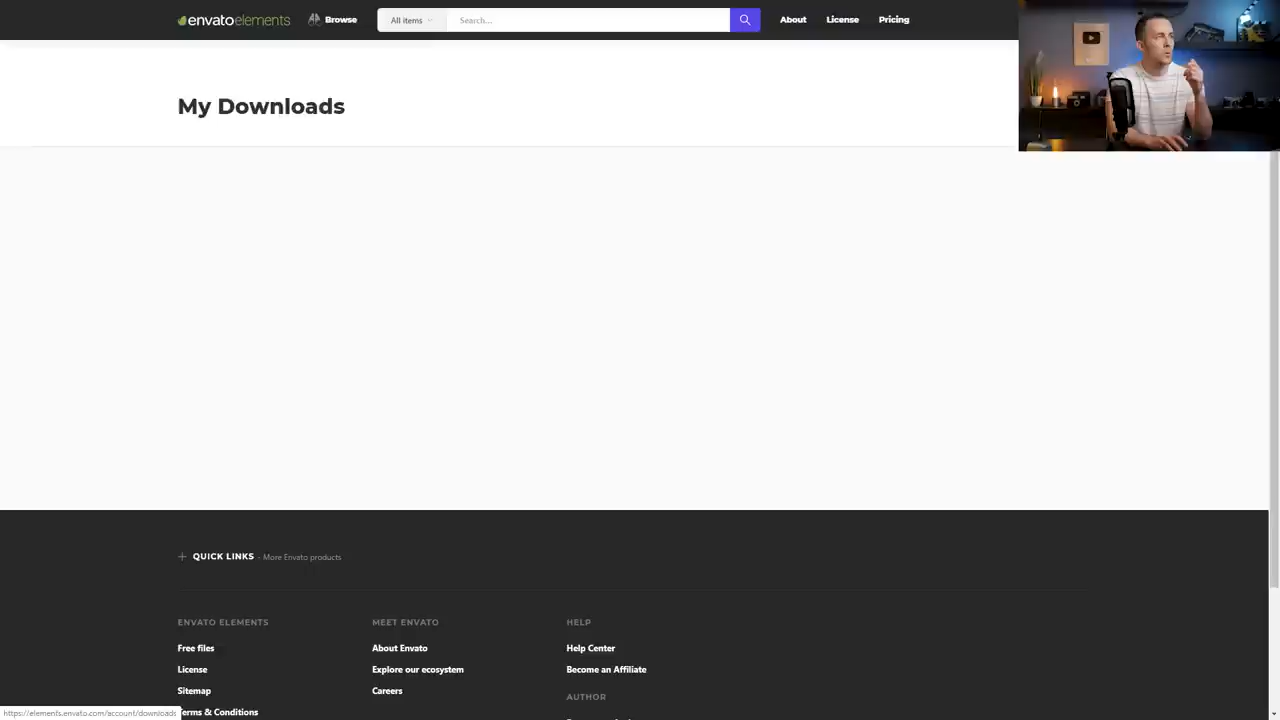 envatoelements
Browse
All items
Search...
About
License
Pricing
My Downloads
QUICK LINKS - More Envato products
ENVATO ELEMENTS
MEET ENVATO
HELP
Free files
About Envato
Help Center
License
Explore our ecosystem
Become an Affiliate
Sitemap
Careers
AUTHOR
Terms & Conditions
https://elements.envato.com/account/downloads